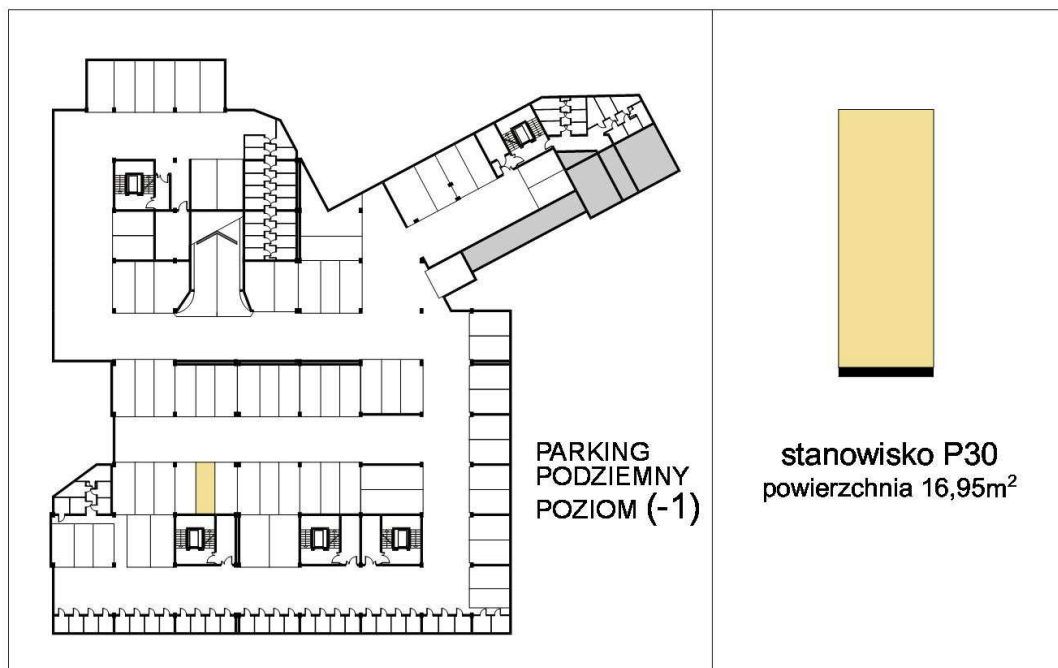 PARKING
PODZIEMNY
POZIOM (-1)
stanowisko P30
powierzchnia 16,95m²